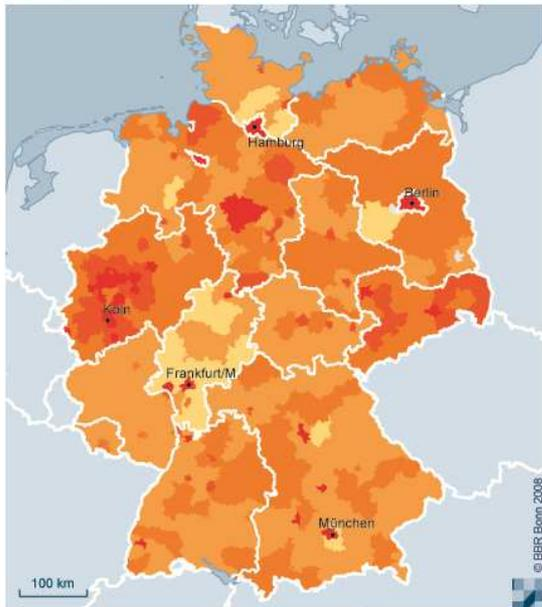 Hamburg
Berlin
Köln
Frankfurt/M
München
100 km
© BBR Bonn 2008